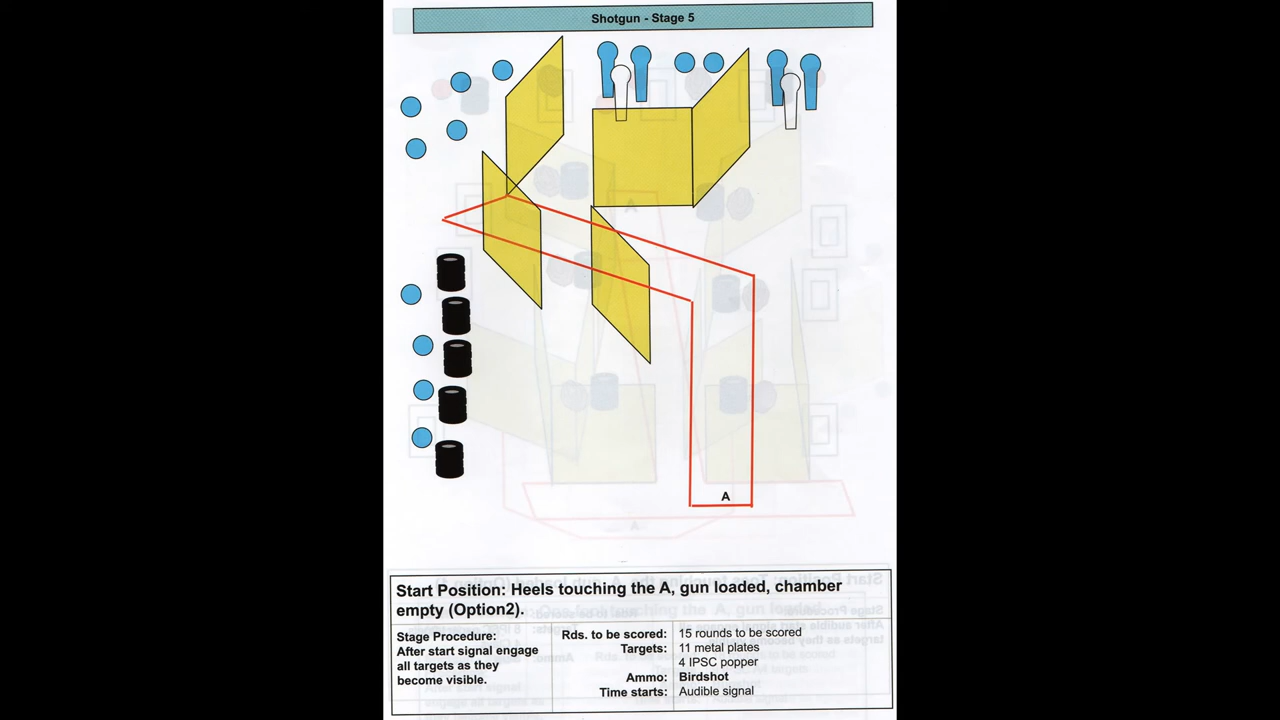 Shotgun - Stage 5
A
Start Position: Heels touching the A, gun loaded, chamber
empty (Option2).
Stage Procedure:
After start signal engage
all targets as they
become visible.
Rds. to be scored: 15 rounds to be scored
Targets: 11 metal plates
4 IPSC popper
Ammo: Birdshot
Time starts: Audible signal